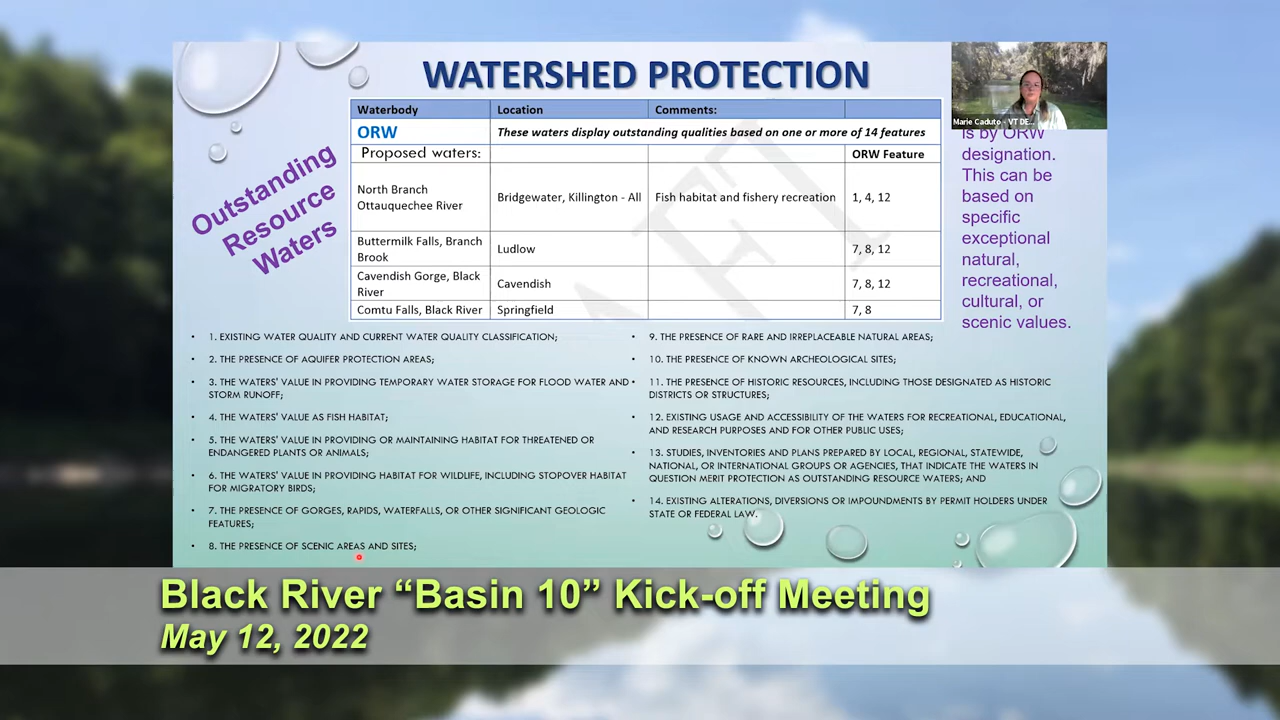 WATERSHED PROTECTION
Outstanding
Resource
Waters
Waterbody Location Comments:
ORW These waters display outstanding qualities based on one or more of 14 features
Proposed waters: ORW Feature
North Branch
Ottauquechee River Bridgewater, Killington - All Fish habitat and fishery recreation 1, 4, 12
Buttermilk Falls, Branch
Brook Ludlow 7, 8, 12
Cavendish Gorge, Black
River Cavendish 7, 8, 12
Comtu Falls, Black River Springfield 7, 8
Marie Caduto - VT DE...
is by ORW
designation.
This can be
based on
specific
exceptional
natural,
recreational,
cultural, or
scenic values.
• 1. EXISTING WATER QUALITY AND CURRENT WATER QUALITY CLASSIFICATION;
• 2. THE PRESENCE OF AQUIFER PROTECTION AREAS;
• 3. THE WATERS' VALUE IN PROVIDING TEMPORARY WATER STORAGE FOR FLOOD WATER AND
STORM RUNOFF;
• 4. THE WATERS' VALUE AS FISH HABITAT;
• 5. THE WATERS' VALUE IN PROVIDING OR MAINTAINING HABITAT FOR THREATENED OR
ENDANGERED PLANTS OR ANIMALS;
• 6. THE WATERS' VALUE IN PROVIDING HABITAT FOR WILDLIFE, INCLUDING STOPOVER HABITAT
FOR MIGRATORY BIRDS;
• 7. THE PRESENCE OF GORGES, RAPIDS, WATERFALLS, OR OTHER SIGNIFICANT GEOLOGIC
FEATURES;
• 8. THE PRESENCE OF SCENIC AREAS AND SITES;
• 9. THE PRESENCE OF RARE AND IRREPLACEABLE NATURAL AREAS;
• 10. THE PRESENCE OF KNOWN ARCHEOLOGICAL SITES;
• 11. THE PRESENCE OF HISTORIC RESOURCES, INCLUDING THOSE DESIGNATED AS HISTORIC
DISTRICTS OR STRUCTURES;
• 12. EXISTING USAGE AND ACCESSIBILITY OF THE WATERS FOR RECREATIONAL, EDUCATIONAL,
AND RESEARCH PURPOSES AND FOR OTHER PUBLIC USES;
• 13. STUDIES, INVENTORIES AND PLANS PREPARED BY LOCAL, REGIONAL, STATEWIDE,
NATIONAL, OR INTERNATIONAL GROUPS OR AGENCIES, THAT INDICATE THE WATERS IN
QUESTION MERIT PROTECTION AS OUTSTANDING RESOURCE WATERS; AND
• 14. EXISTING ALTERATIONS, DIVERSIONS OR IMPOUNDMENTS BY PERMIT HOLDERS UNDER
STATE OR FEDERAL LAW.
Black River “Basin 10” Kick-off Meeting
May 12, 2022